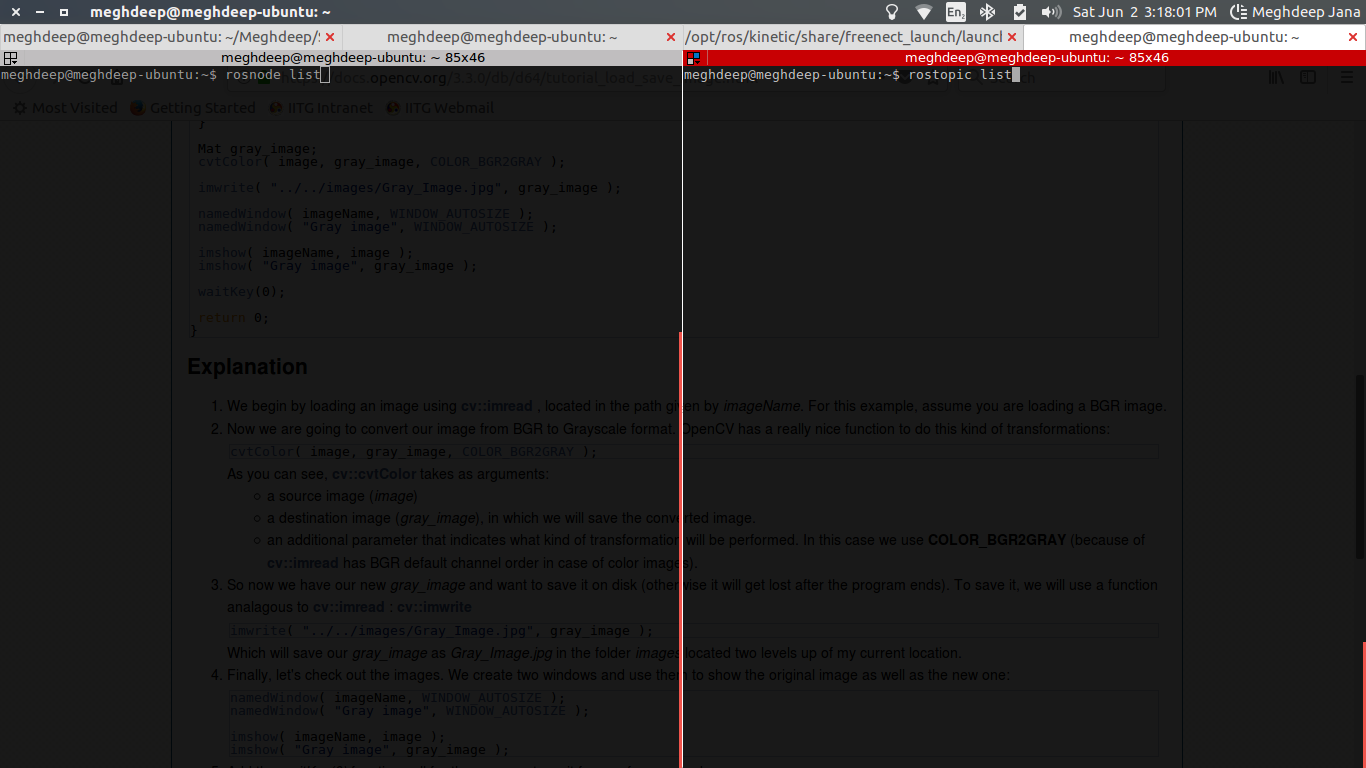 meghdeep@meghdeep-ubuntu: ~
En2
Sat Jun 2 3:18:01 PM
Meghdeep Jana
meghdeep@meghdeep-ubuntu: ~/Meghdeep/S
meghdeep@meghdeep-ubuntu: ~
/opt/ros/kinetic/share/freenect_launch/launcl
meghdeep@meghdeep-ubuntu: ~
meghdeep@meghdeep-ubuntu: ~ 85x46
meghdeep@meghdeep-ubuntu: ~ 85x46
meghdeep@meghdeep-ubuntu:~$ rosnode list
docs.opencv.org/3.3.0/db/d64/tutorial_load_save_
meghdeep@meghdeep-ubuntu:~$ rostopic list
Search
Most Visited
Getting Started
IITG Intranet
IITG Webmail
}
Mat gray_image;
cvtColor( image, gray_image, COLOR_BGR2GRAY );
imwrite( "../../images/Gray_Image.jpg", gray_image );
namedWindow( imageName, WINDOW_AUTOSIZE );
namedWindow( "Gray image", WINDOW_AUTOSIZE );
imshow( imageName, image );
imshow( "Gray image", gray_image );
waitKey(0);
return 0;
}
Explanation
1. We begin by loading an image using cv::imread , located in the path given by imageName. For this example, assume you are loading a BGR image.
2. Now we are going to convert our image from BGR to Grayscale format. OpenCV has a really nice function to do this kind of transformations:
cvtColor( image, gray_image, COLOR_BGR2GRAY );
As you can see, cv::cvtColor takes as arguments:
a source image (image)
a destination image (gray_image), in which we will save the converted image.
an additional parameter that indicates what kind of transformation will be performed. In this case we use COLOR_BGR2GRAY (because of
cv::imread has BGR default channel order in case of color images).
3. So now we have our new gray_image and want to save it on disk (otherwise it will get lost after the program ends). To save it, we will use a function
analagous to cv::imread : cv::imwrite
imwrite( "../../images/Gray_Image.jpg", gray_image );
Which will save our gray_image as Gray_Image.jpg in the folder images located two levels up of my current location.
4. Finally, let's check out the images. We create two windows and use them to show the original image as well as the new one:
namedWindow( imageName, WINDOW_AUTOSIZE );
namedWindow( "Gray image", WINDOW_AUTOSIZE );
imshow( imageName, image );
imshow( "Gray image", gray_image );